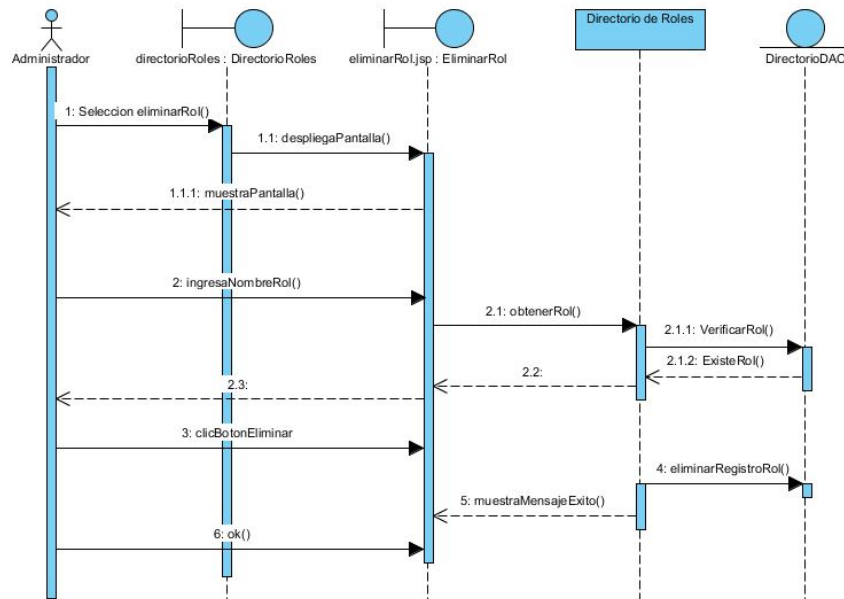 Administrador
directorioRoles : DirectorioRoles
eliminarRol.jsp : EliminarRol
Directorio de Roles
DirectorioDAO
1: Seleccion eliminarRol()
1.1: despliegaPantalla()
1.1.1: muestraPantalla()
2: ingresaNombreRol()
2.1: obtenerRol()
2.1.1: VerificarRol()
2.1.2: ExisteRol()
2.2:
2.3:
3: clicBotonEliminar
4: eliminarRegistroRol()
5: muestraMensajeExito()
6: ok()